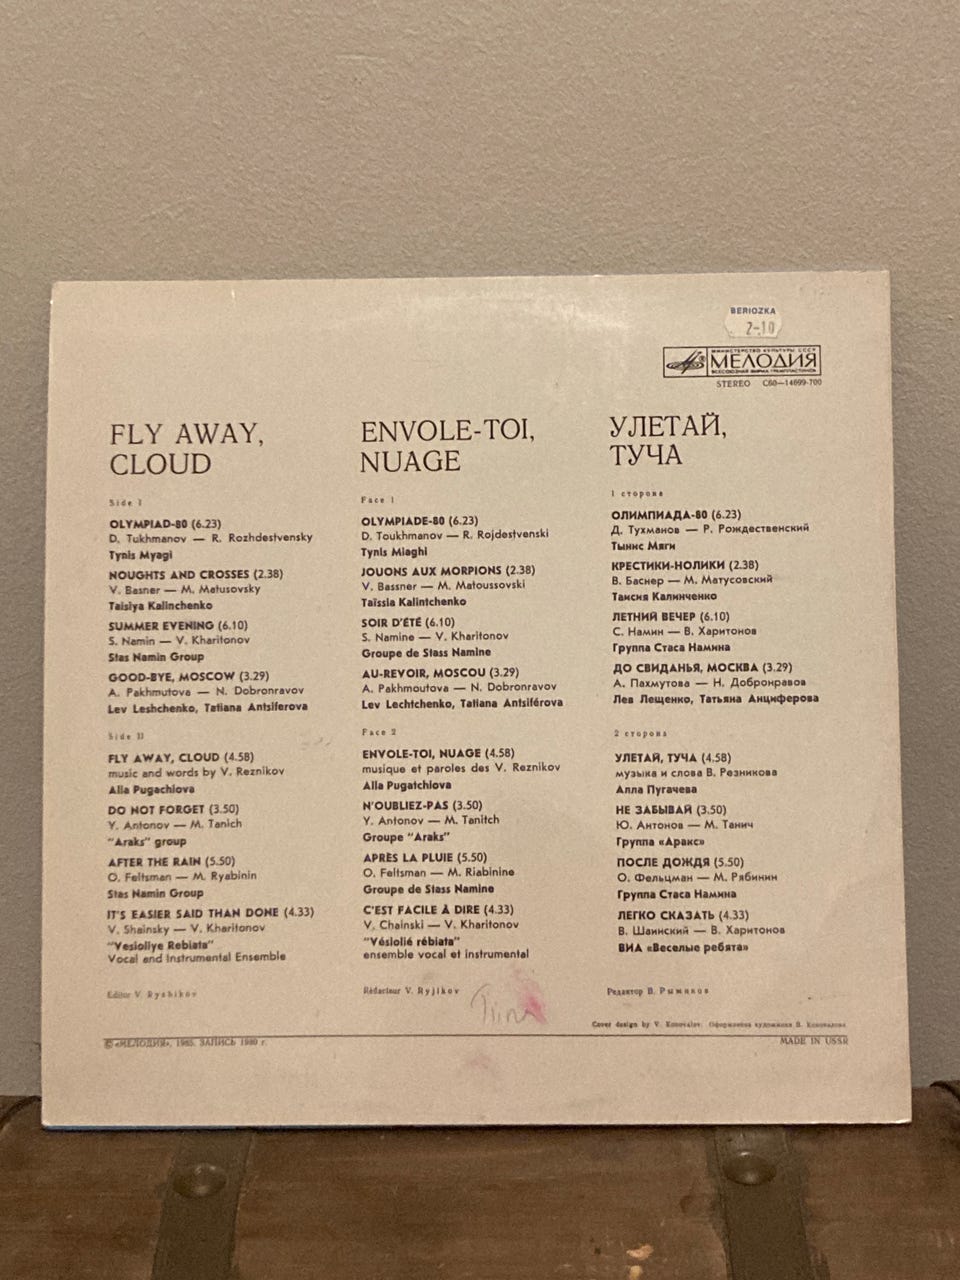 BERIOZKA
2-10
МИНИСТЕРСТВО КУЛЬТУРЫ СССР
МЕЛОДИЯ
ВСЕСОЮЗНАЯ ФИРМА ГРАМПЛАСТИНОК
STEREO С60—14699-700
FLY AWAY,
CLOUD
Side I
OLYMPIAD-80 (6.23)
D. Tukhmanov — R. Rozhdestvensky
Tynis Myagi
NOUGHTS AND CROSSES (2.38)
V. Basner — M. Matusovsky
Taisiya Kalinchenko
SUMMER EVENING (6.10)
S. Namin — V. Kharitonov
Stas Namin Group
GOOD-BYE, MOSCOW (3.29)
A. Pakhmutova — N. Dobronravov
Lev Leshchenko, Tatiana Antsiferova
Side II
FLY AWAY, CLOUD (4.58)
music and words by V. Reznikov
Alla Pugachiova
DO NOT FORGET (3.50)
Y. Antonov — M. Tanich
"Araks" group
AFTER THE RAIN (5.50)
O. Feltsman — M. Ryabinin
Stas Namin Group
IT'S EASIER SAID THAN DONE (4.33)
V. Shainsky — V. Kharitonov
"Vesioliye Rebiata"
Vocal and Instrumental Ensemble
Editor V. Ryzhikov
ENVOLE-TOI,
NUAGE
Face 1
OLYMPIADE-80 (6.23)
D. Toukhmanov — R. Rojdestvenski
Tynis Miaghi
JOUONS AUX MORPIONS (2.38)
V. Bassner — M. Matoussovski
Taïssia Kalintchenko
SOIR D'ÉTÉ (6.10)
S. Namine — V. Kharitonov
Groupe de Stass Namine
AU-REVOIR, MOSCOU (3.29)
A. Pakhmoutova — N. Dobronravov
Lev Lechtchenko, Tatiana Antsiférova
Face 2
ENVOLE-TOI, NUAGE (4.53)
musique et paroles des V. Reznikov
Alla Pugatchiova
N'OUBLIEZ-PAS (3.50)
Y. Antonov — M. Tanitch
Groupe "Araks"
APRÈS LA PLUIE (5.50)
O. Feltsman — M. Riabinine
Groupe de Stass Namine
C'EST FACILE À DIRE (4.33)
V. Chainski — V. Kharitonov
"Vésiolié rébiata"
ensemble vocal et instrumental
Rédacteur V. Ryjikov
УЛЕТАЙ,
ТУЧА
1 сторона
ОЛИМПИАДА-80 (6.23)
Д. Тухманов — Р. Рождественский
Тынис Мяги
КРЕСТИКИ-НОЛИКИ (2.38)
В. Баснер — М. Матусовский
Таисия Калинченко
ЛЕТНИЙ ВЕЧЕР (6.10)
С. Намин — В. Харитонов
Группа Стаса Намина
ДО СВИДАНЬЯ, МОСКВА (3.29)
А. Пахмутова — Н. Добронравов
Лев Лещенко, Татьяна Анциферова
2 сторона
УЛЕТАЙ, ТУЧА (4.58)
музыка и слова В. Резникова
Алла Пугачева
НЕ ЗАБЫВАЙ (3.50)
Ю. Антонов — М. Танич
Группа «Аракс»
ПОСЛЕ ДОЖДЯ (5.50)
О. Фельцман — М. Рябинин
Группа Стаса Намина
ЛЕГКО СКАЗАТЬ (4.33)
В. Шаинский — В. Харитонов
ВИА «Веселые ребята»
Редактор В. Рыжиков
Cover design by V. Konovalov. Оформление художника В. Коновалова
© «МЕЛОДИЯ», 1985. ЗАПИСЬ 1980 г.
MADE IN USSR